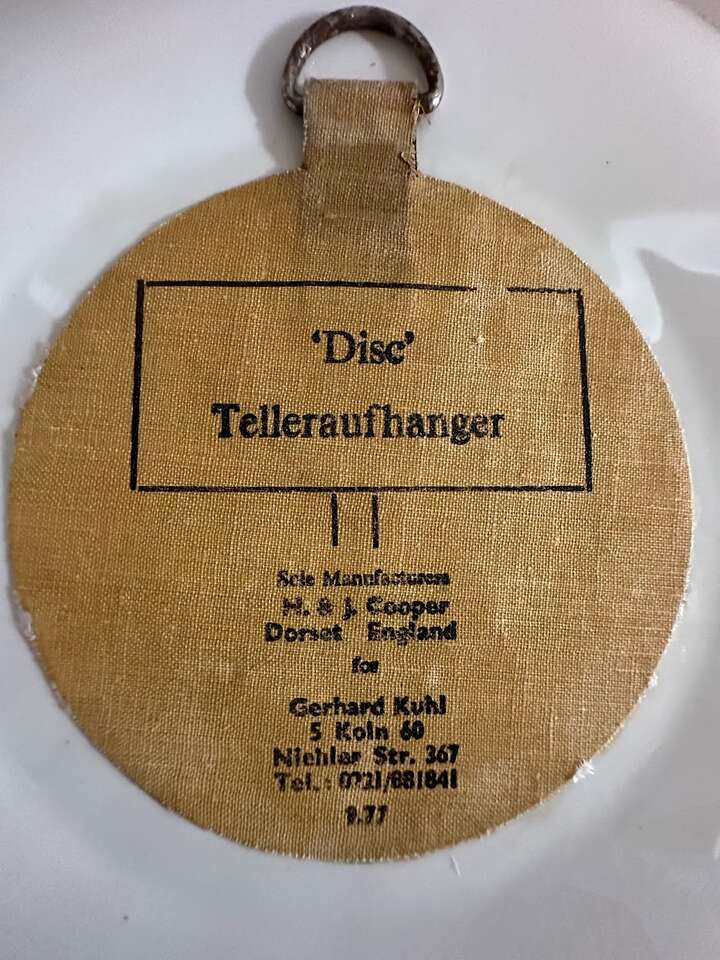 ‘Disc’
Telleraufhanger
Sole Manufacturers
H. & J. Cooper
Dorset England
for
Gerhard Kuhl
5 Koln 60
Niehler Str. 367
Tel.: 0221/881841
9.77